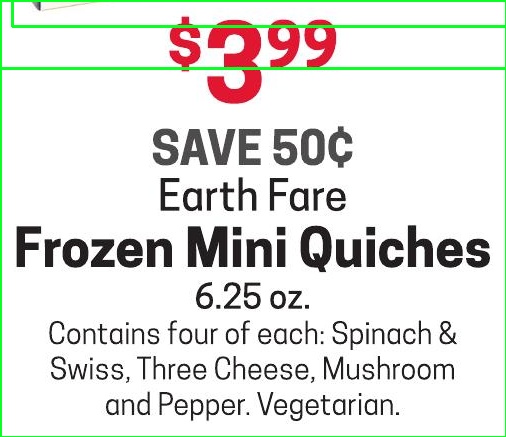 $3.99
SAVE 50¢
Earth Fare
Frozen Mini Quiches
6.25 oz.
Contains four of each: Spinach &
Swiss, Three Cheese, Mushroom
and Pepper. Vegetarian.